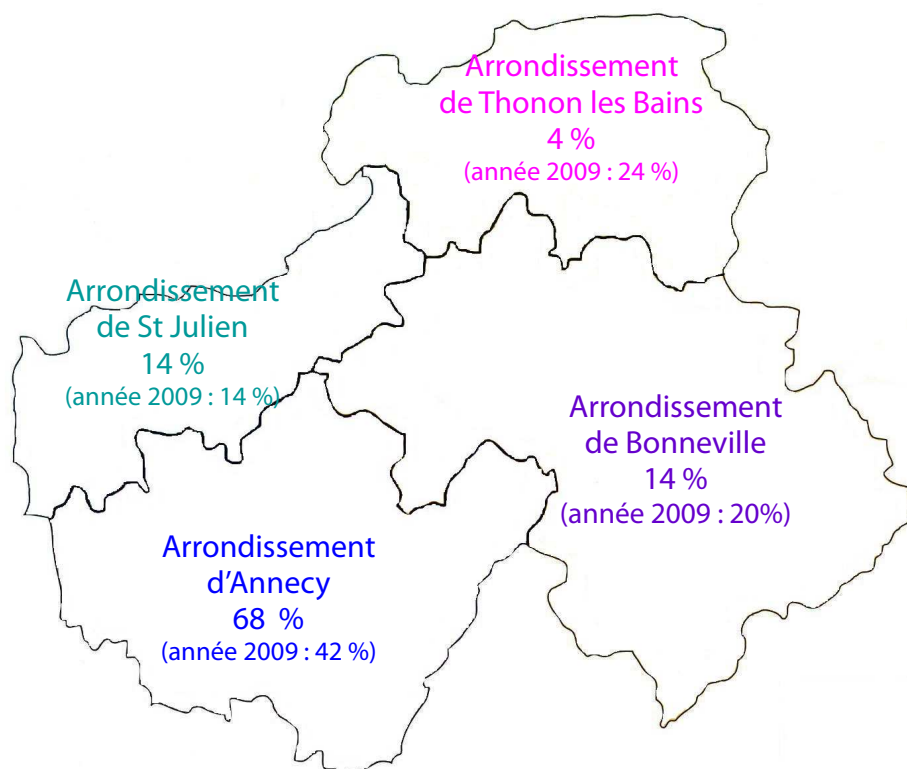 Arrondissement
de Thonon les Bains
4 %
(année 2009 : 24 %)
Arrondissement
de St Julien
14 %
(année 2009 : 14 %)
Arrondissement
de Bonneville
14 %
(année 2009 : 20%)
Arrondissement
d'Annecy
68 %
(année 2009 : 42 %)